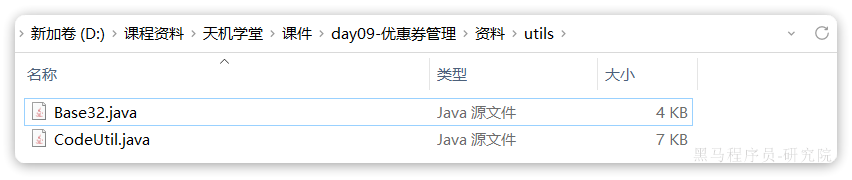 新加卷 (D:) › 课程资料 › 天机学堂 › 课件 › day09-优惠券管理 › 资料 › utils ›
名称 类型 大小
Base32.java Java 源文件 4 KB
CodeUtil.java Java 源文件 7 KB
黑马程序员-研究院